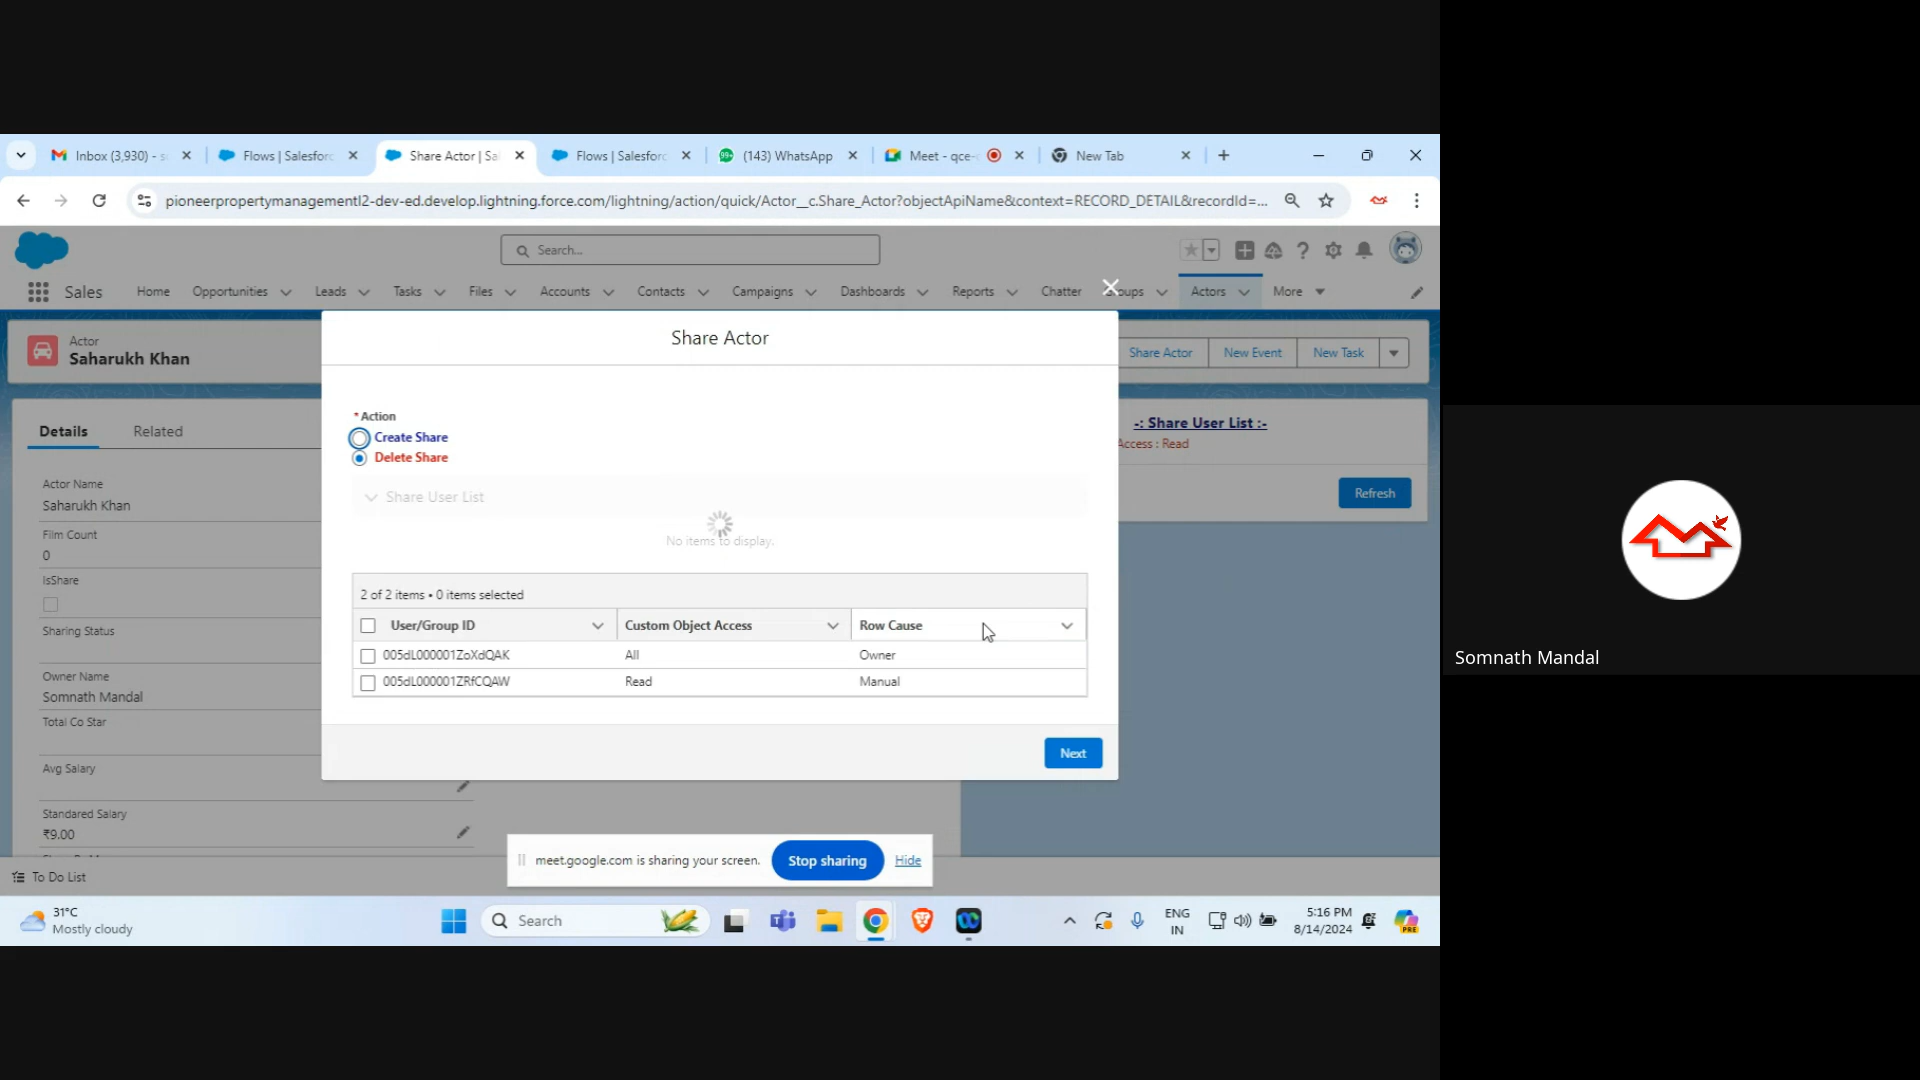 Inbox (3,930) - s
Flows | Salesforc
Share Actor | Sa
Flows | Salesforc
99+
(143) WhatsApp
Meet - qce-
New Tab
pioneerpropertymanagementl2-dev-ed.develop.lightning.force.com/lightning/action/quick/Actor__c.Share_Actor?objectApiName&context=RECORD_DETAIL&recordId=...
Search...
Sales
Home
Opportunities
Leads
Tasks
Files
Accounts
Contacts
Campaigns
Dashboards
Reports
Chatter
Groups
Actors
More
Actor
Saharukh Khan
Share Actor
New Event
New Task
Details
Related
Actor Name
Saharukh Khan
Film Count
0
IsShare
Sharing Status
Owner Name
Somnath Mandal
Total Co Star
Avg Salary
Standared Salary
₹9.00
Share Actor
*Action
Create Share
Delete Share
Share User List
No items to display.
2 of 2 items • 0 items selected
User/Group ID
Custom Object Access
Row Cause
005dL000001ZoXdQAK
All
Owner
005dL000001ZRfCQAW
Read
Manual
Next
-: Share User List :-
Access : Read
Refresh
meet.google.com is sharing your screen.
Stop sharing
Hide
To Do List
31°C
Mostly cloudy
Search
ENG
IN
5:16 PM
8/14/2024
PRE
Somnath Mandal